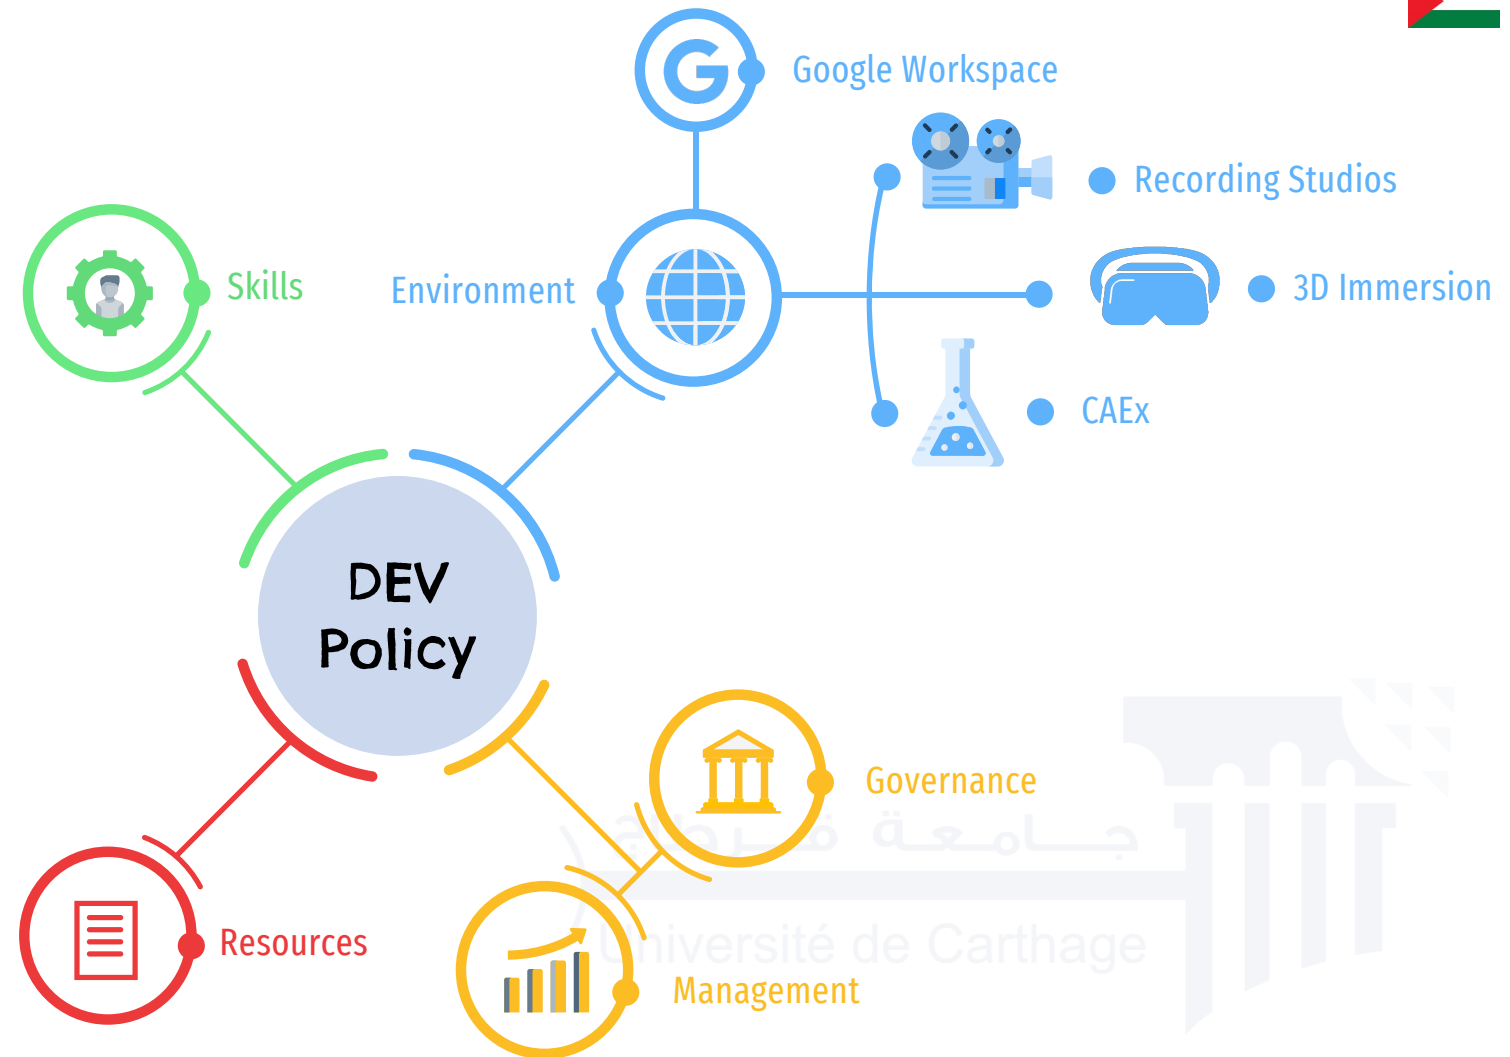 Google Workspace
Recording Studios
Skills
Environment
3D Immersion
CAEx
DEV
Policy
Governance
جامعة قرطاج
Resources
Université de Carthage
Management